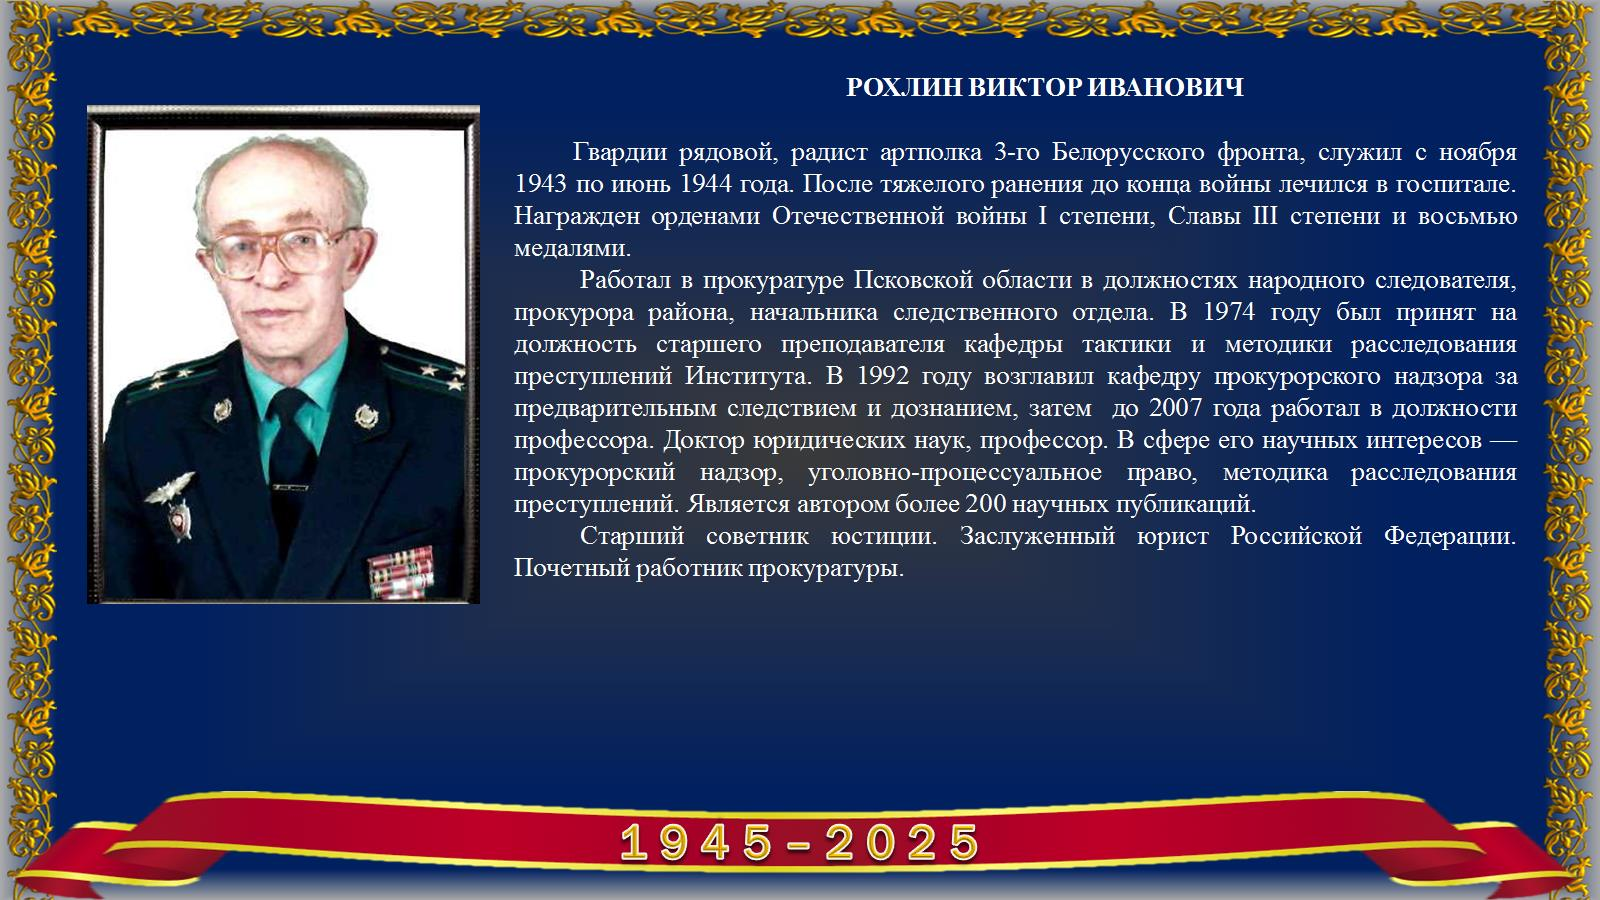 РОХЛИН ВИКТОР ИВАНОВИЧ
Гвардии рядовой, радист артполка 3-го Белорусского фронта, служил с ноября
1943 по июнь 1944 года. После тяжелого ранения до конца войны лечился в госпитале.
Награжден орденами Отечественной войны I степени, Славы III степени и восьмью
медалями.
Работал в прокуратуре Псковской области в должностях народного следователя,
прокурора района, начальника следственного отдела. В 1974 году был принят на
должность старшего преподавателя кафедры тактики и методики расследования
преступлений Института. В 1992 году возглавил кафедру прокурорского надзора за
предварительным следствием и дознанием, затем до 2007 года работал в должности
профессора. Доктор юридических наук, профессор. В сфере его научных интересов —
прокурорский надзор, уголовно-процессуальное право, методика расследования
преступлений. Является автором более 200 научных публикаций.
Старший советник юстиции. Заслуженный юрист Российской Федерации.
Почетный работник прокуратуры.
1945–2025